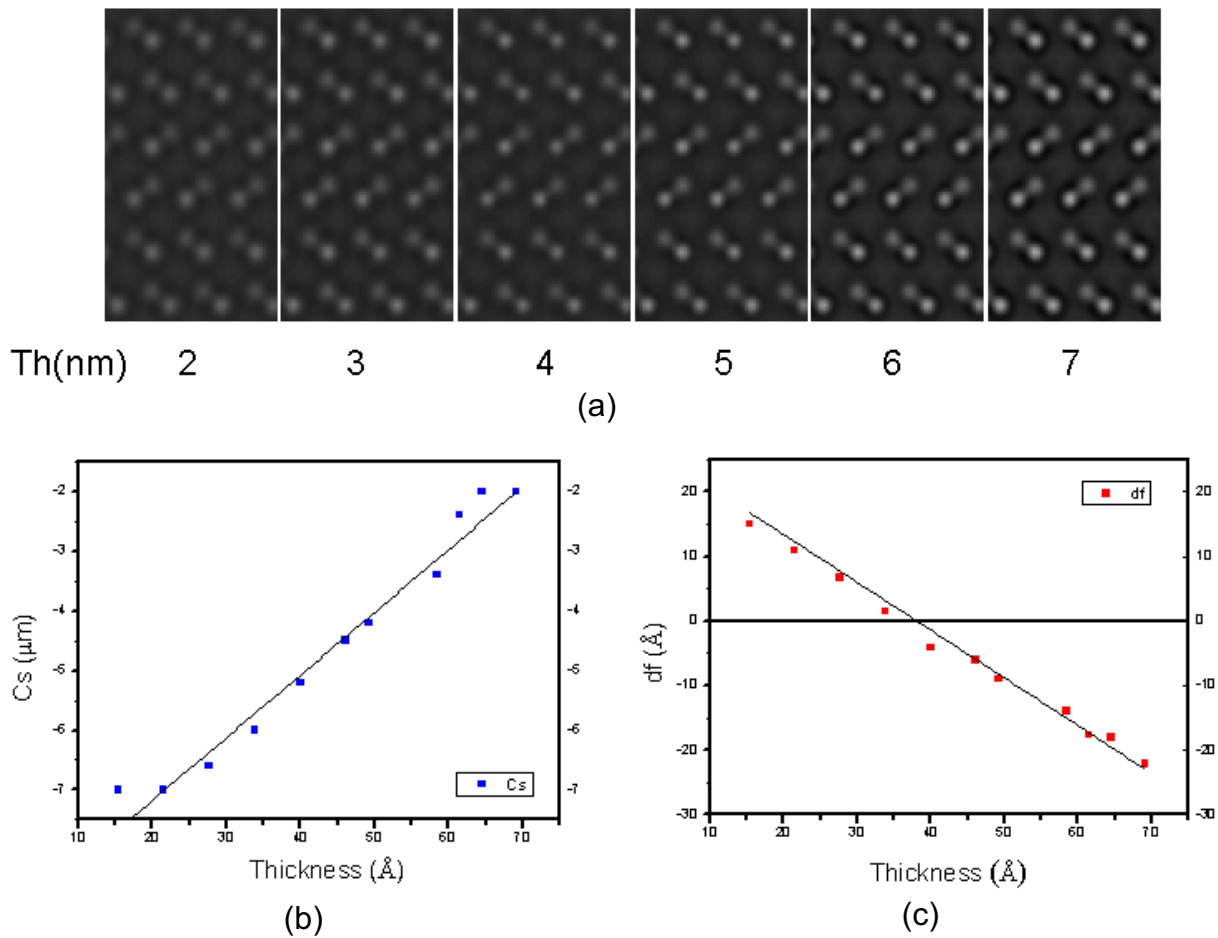 Th(nm) 2 3 4 5 6 7
(a)
-2 -2
-3 -3
-4 -4
-5 -5
-6 -6
-7 -7
Cs (μm)
Cs
10 20 30 40 50 60 70
Thickness (Å)
(b)
20 20
10 10
0 0
-10 -10
-20 -20
-30 -30
df (Å)
df
10 20 30 40 50 60 70
Thickness (Å)
(c)